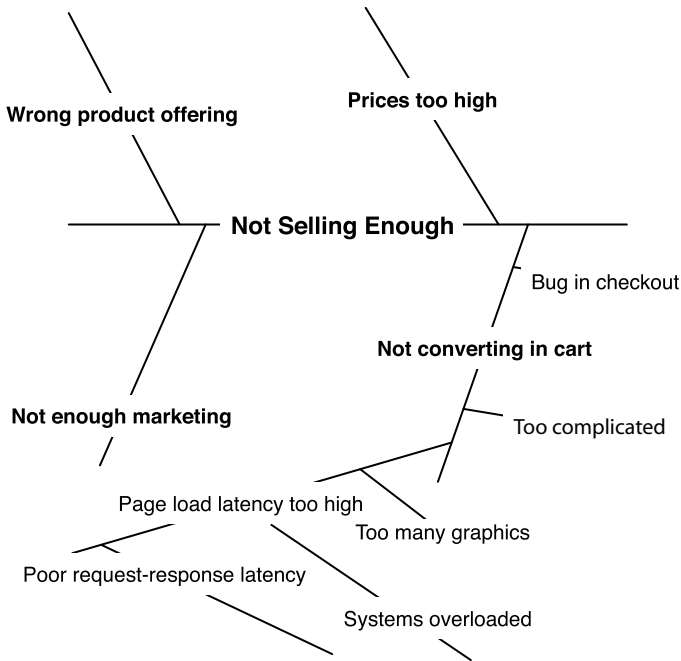 Prices too high
Wrong product offering
Not Selling Enough
Bug in checkout
Not converting in cart
Not enough marketing
Too complicated
Page load latency too high
Too many graphics
Poor request-response latency
Systems overloaded